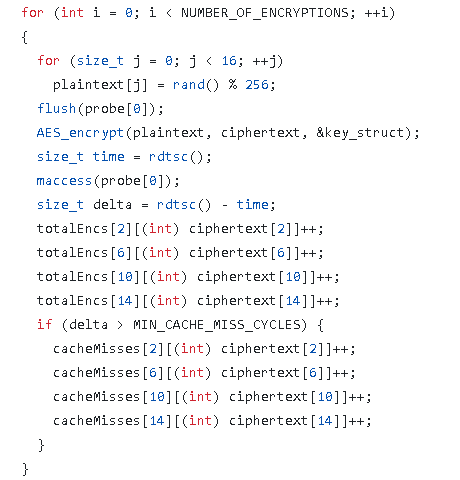 for (int i = 0; i < NUMBER_OF_ENCRYPTIONS; ++i)
{
  for (size_t j = 0; j < 16; ++j)
    plaintext[j] = rand() % 256;
  flush(probe[0]);
  AES_encrypt(plaintext, ciphertext, &key_struct);
  size_t time = rdtsc();
  maccess(probe[0]);
  size_t delta = rdtsc() - time;
  totalEncs[2][(int) ciphertext[2]]++;
  totalEncs[6][(int) ciphertext[6]]++;
  totalEncs[10][(int) ciphertext[10]]++;
  totalEncs[14][(int) ciphertext[14]]++;
  if (delta > MIN_CACHE_MISS_CYCLES) {
    cacheMisses[2][(int) ciphertext[2]]++;
    cacheMisses[6][(int) ciphertext[6]]++;
    cacheMisses[10][(int) ciphertext[10]]++;
    cacheMisses[14][(int) ciphertext[14]]++;
  }
}